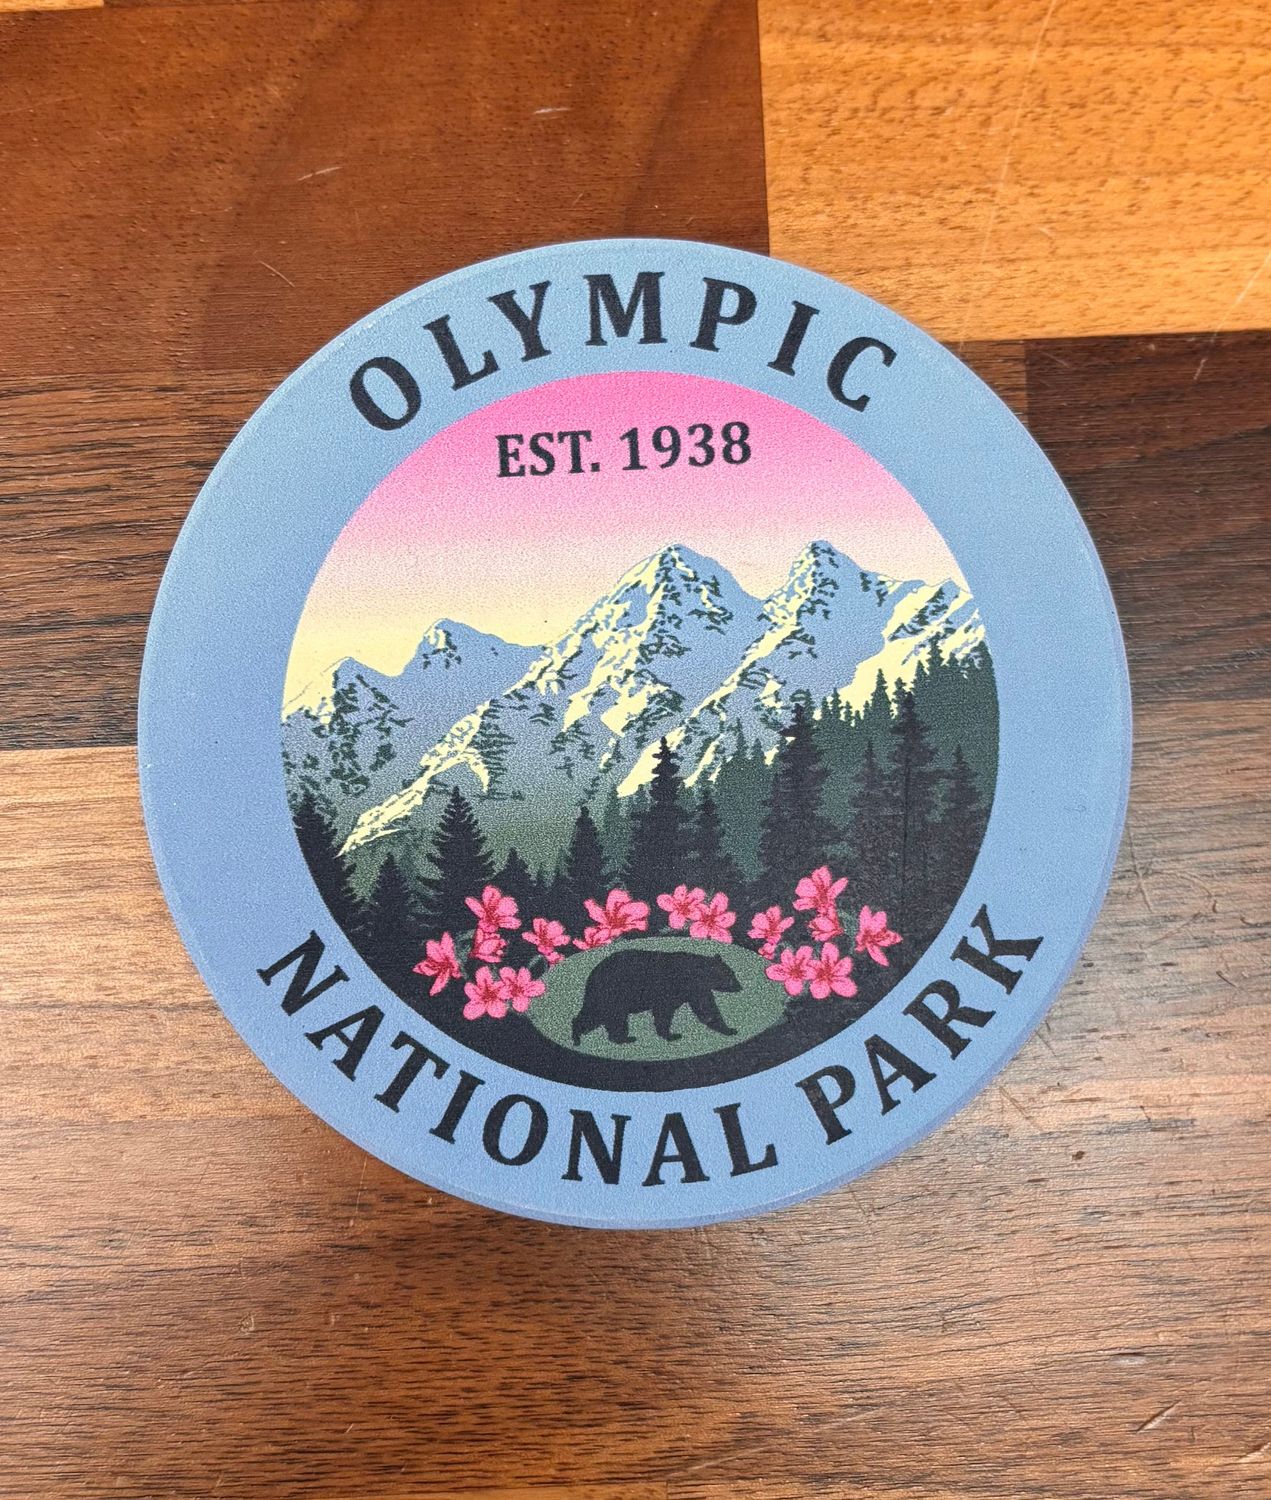 OLYMPIC
EST. 1938
NATIONAL PARK